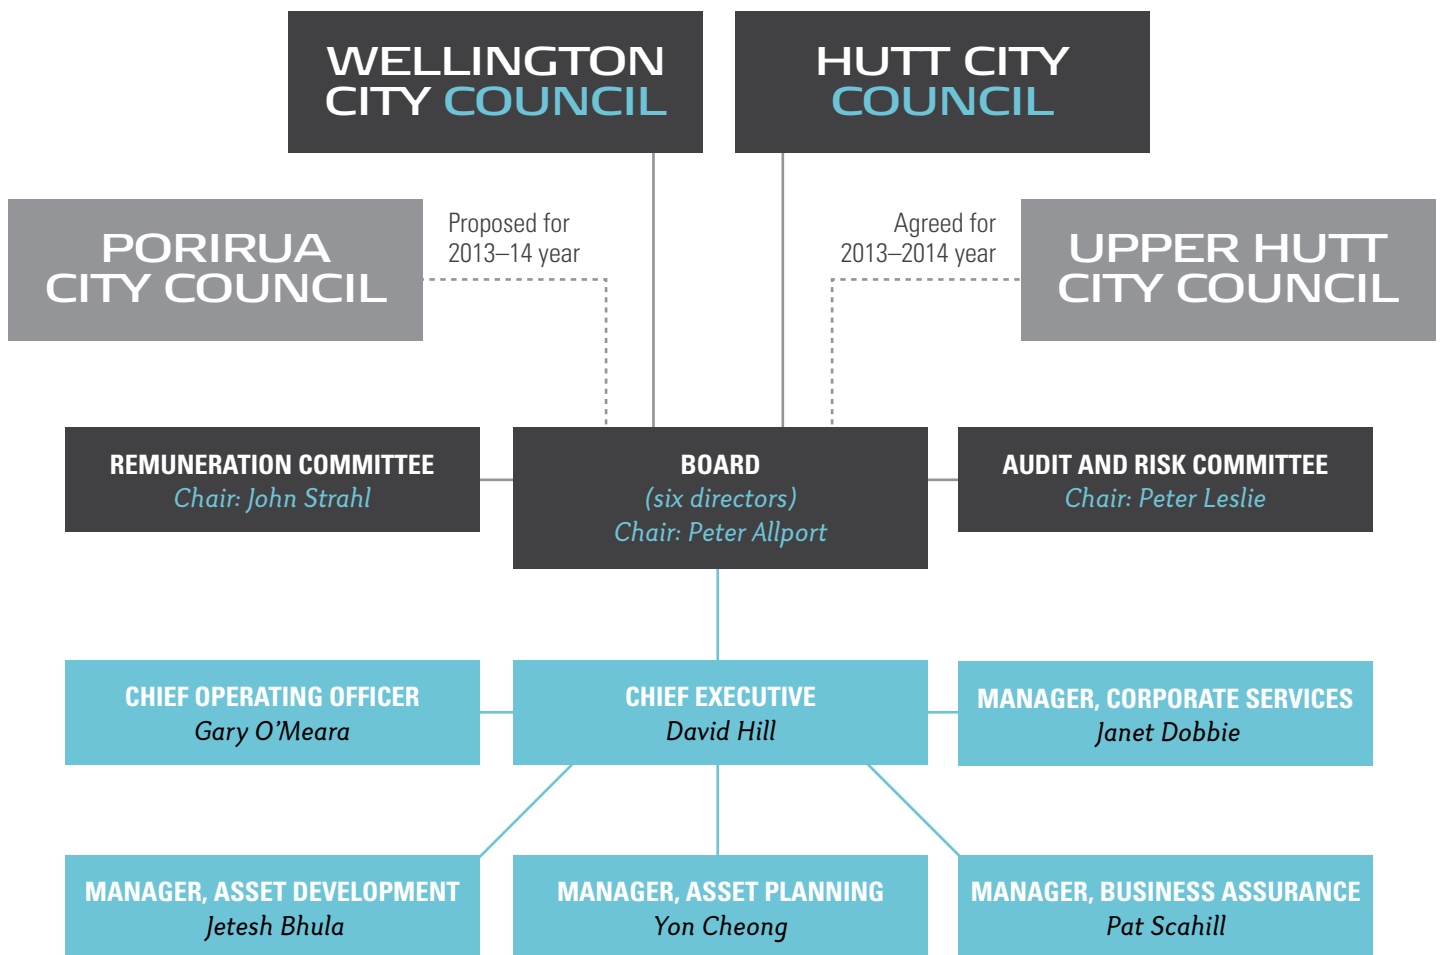 WELLINGTON
CITY COUNCIL
HUTT CITY
COUNCIL
PORIRUA
CITY COUNCIL
Proposed for
2013–14 year
Agreed for
2013–2014 year
UPPER HUTT
CITY COUNCIL
REMUNERATION COMMITTEE
Chair: John Strahl
BOARD
(six directors)
Chair: Peter Allport
AUDIT AND RISK COMMITTEE
Chair: Peter Leslie
CHIEF OPERATING OFFICER
Gary O’Meara
CHIEF EXECUTIVE
David Hill
MANAGER, CORPORATE SERVICES
Janet Dobbie
MANAGER, ASSET DEVELOPMENT
Jetesh Bhula
MANAGER, ASSET PLANNING
Yon Cheong
MANAGER, BUSINESS ASSURANCE
Pat Scahill